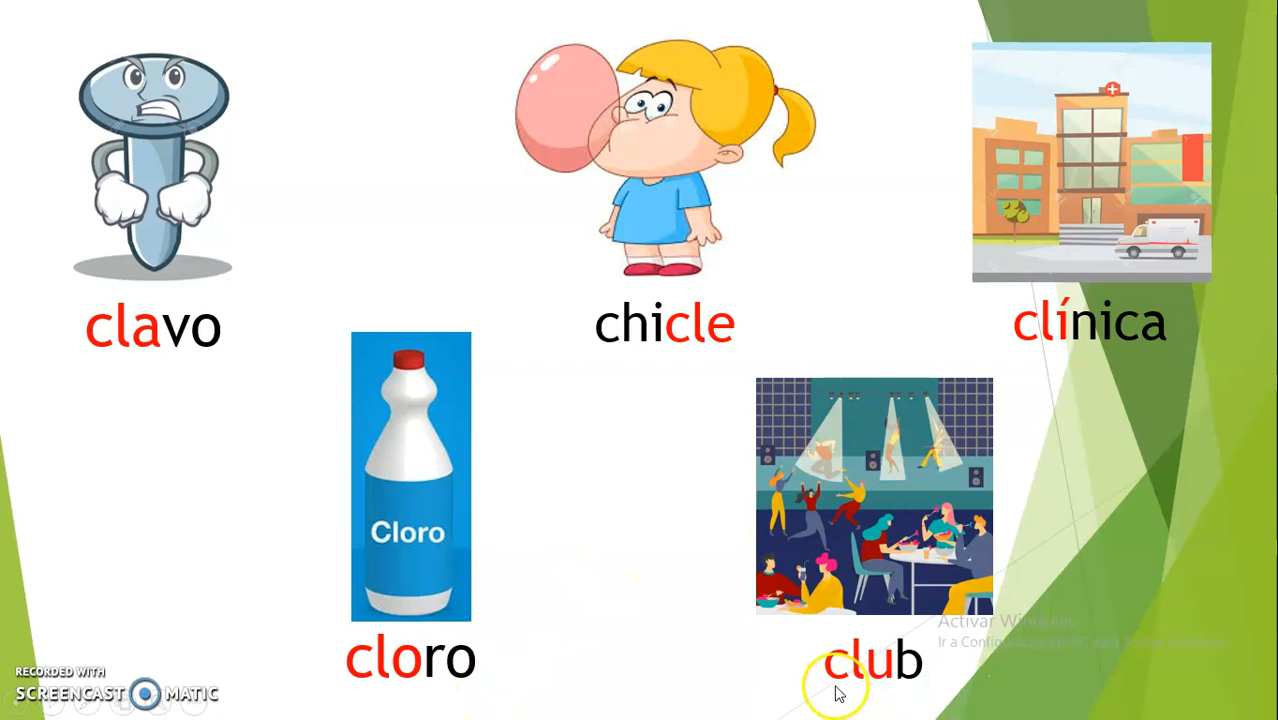 clavo
chicle
clínica
Cloro
cloro
club
Activar Windows
RECORDED WITH
SCREENCAST MATIC